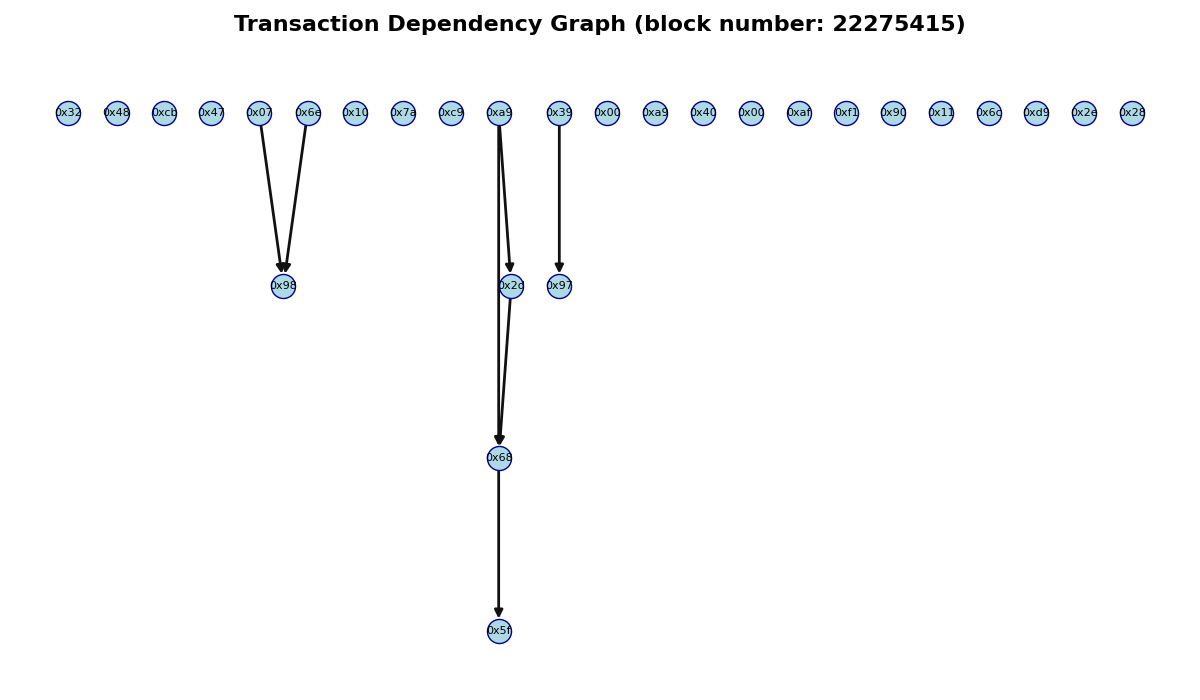 Transaction Dependency Graph (block number: 22275415)
0x32 0x48 0xcb 0x47 0x07 0x6e 0x10 0x7a 0xc9 0xa9 0x39 0x00 0xa9 0x40 0x00 0xaf 0xf1 0x90 0x11 0x6c 0xd9 0x2e 0x28
0x98 0x2d 0x97
0x68
0x5f